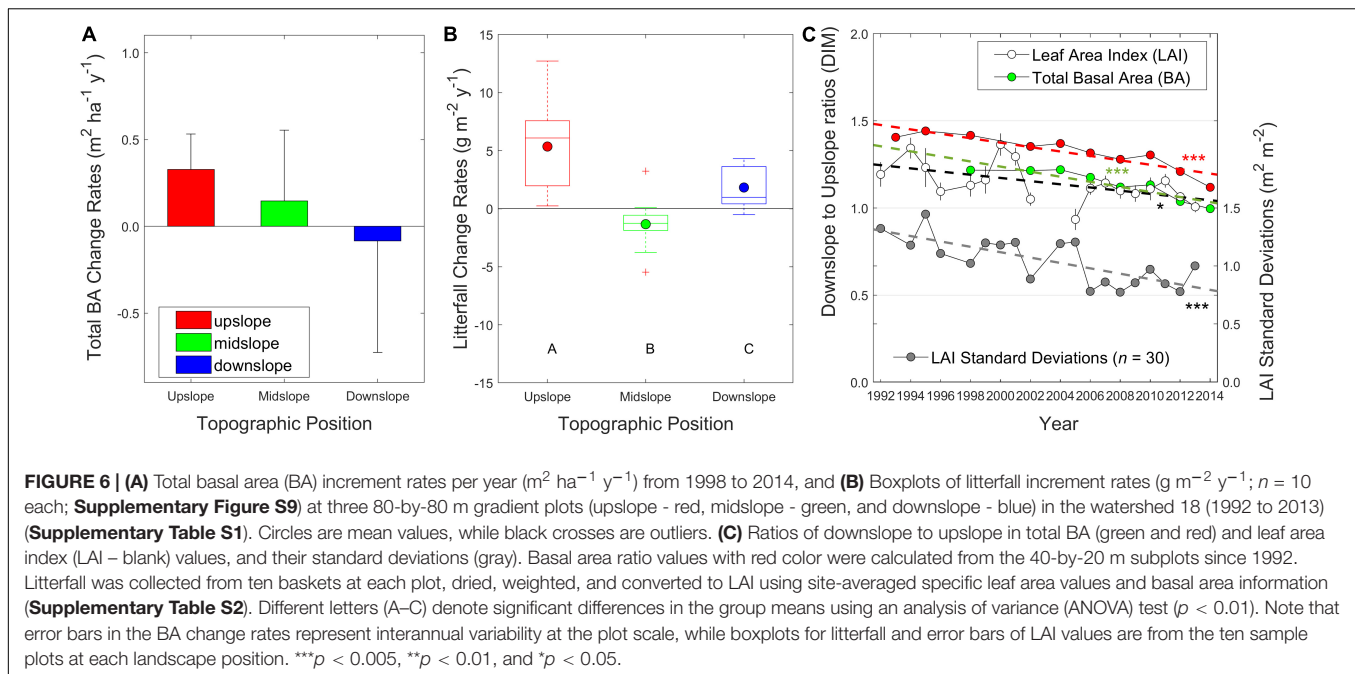 A
Total BA Change Rates (m² ha⁻¹ y⁻¹)
1.0
0.5
0.0
-0.5
upslope
midslope
downslope
Upslope Midslope Downslope
Topographic Position
B
Litterfall Change Rates (g m⁻² y⁻¹)
15
10
5
0
-5
-10
-15
A B C
Upslope Midslope Downslope
Topographic Position
C
Downslope to Upslope ratios (DIM)
2.0
1.5
1.0
0.5
0.0
Leaf Area Index (LAI)
Total Basal Area (BA)
***
***
*
***
LAI Standard Deviations (n = 30)
1.5
1.0
0.5
0.0
LAI Standard Deviations (m² m⁻²)
1992 1994 1996 1998 2000 2002 2004 2006 2008 2010 2012 2014
Year
FIGURE 6 | (A) Total basal area (BA) increment rates per year (m² ha⁻¹ y⁻¹) from 1998 to 2014, and (B) Boxplots of litterfall increment rates (g m⁻² y⁻¹; n = 10
each; Supplementary Figure S9) at three 80-by-80 m gradient plots (upslope - red, midslope - green, and downslope - blue) in the watershed 18 (1992 to 2013)
(Supplementary Table S1). Circles are mean values, while black crosses are outliers. (C) Ratios of downslope to upslope in total BA (green and red) and leaf area
index (LAI – blank) values, and their standard deviations (gray). Basal area ratio values with red color were calculated from the 40-by-20 m subplots since 1992.
Litterfall was collected from ten baskets at each plot, dried, weighted, and converted to LAI using site-averaged specific leaf area values and basal area information
(Supplementary Table S2). Different letters (A–C) denote significant differences in the group means using an analysis of variance (ANOVA) test (p < 0.01). Note that
error bars in the BA change rates represent interannual variability at the plot scale, while boxplots for litterfall and error bars of LAI values are from the ten sample
plots at each landscape position. ***p < 0.005, **p < 0.01, and *p < 0.05.